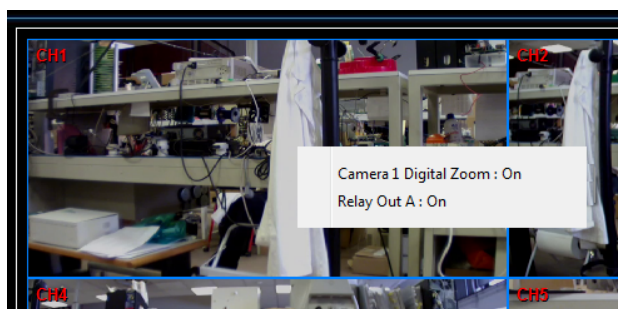 CH1
CH2
Camera 1 Digital Zoom : On
Relay Out A : On
CH4
CH5